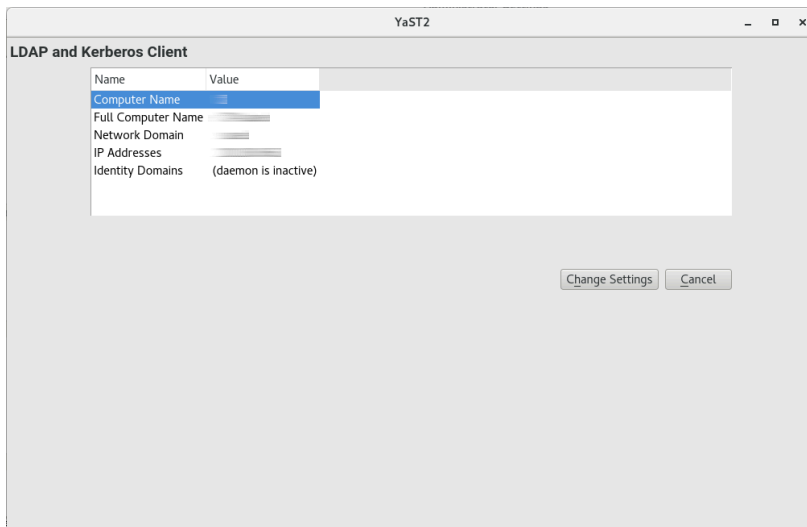 YaST2
LDAP and Kerberos Client
Name Value
Computer Name
Full Computer Name
Network Domain
IP Addresses
Identity Domains (daemon is inactive)
Change Settings Cancel